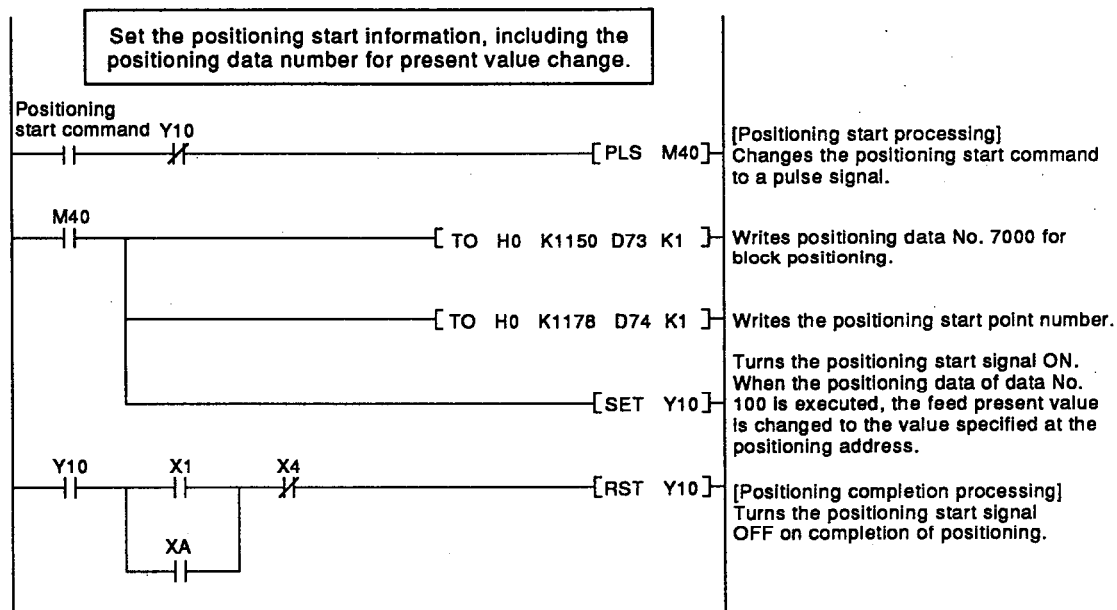 Set the positioning start information, including the
positioning data number for present value change.
Positioning
start command Y10
[PLS M40]
[Positioning start processing]
Changes the positioning start command
to a pulse signal.
M40
[TO H0 K1150 D73 K1]
Writes positioning data No. 7000 for
block positioning.
[TO H0 K1178 D74 K1]
Writes the positioning start point number.
[SET Y10]
Turns the positioning start signal ON.
When the positioning data of data No.
100 is executed, the feed present value
is changed to the value specified at the
positioning address.
Y10 X1 X4
[RST Y10]
[Positioning completion processing]
Turns the positioning start signal
OFF on completion of positioning.
XA